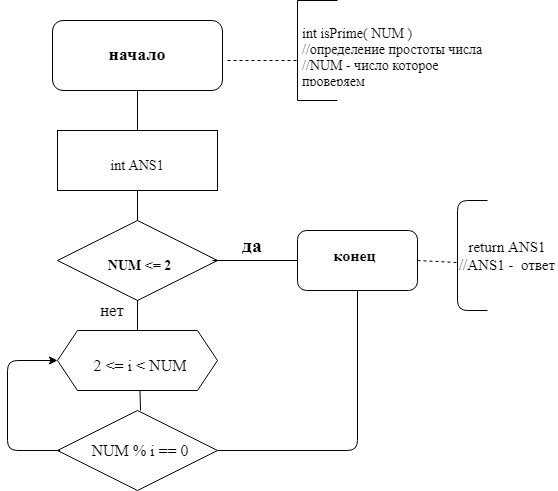 начало
int isPrime( NUM )
//определение простоты числа
//NUM - число которое
проверяем
int ANS1
NUM <= 2
да
конец
return ANS1
//ANS1 - ответ
нет
2 <= i < NUM
NUM % i == 0